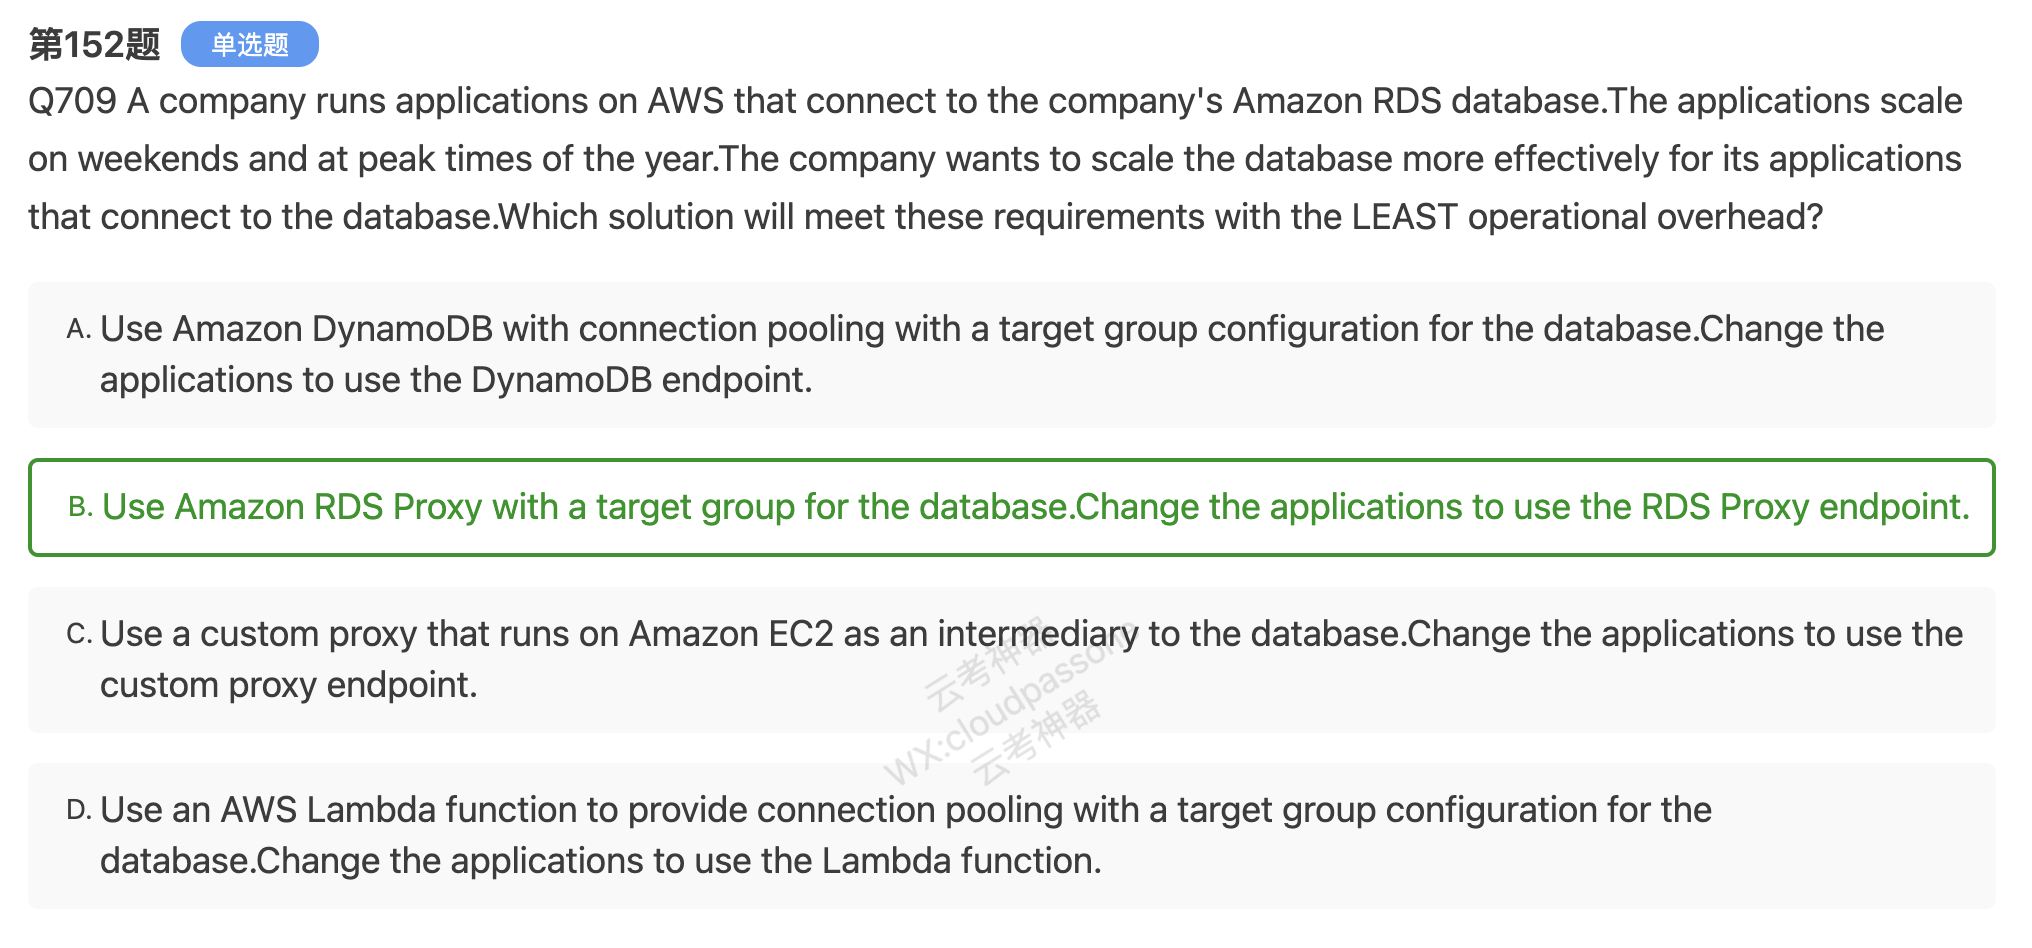 第152题 单选题
Q709 A company runs applications on AWS that connect to the company's Amazon RDS database.The applications scale
on weekends and at peak times of the year.The company wants to scale the database more effectively for its applications
that connect to the database.Which solution will meet these requirements with the LEAST operational overhead?
A. Use Amazon DynamoDB with connection pooling with a target group configuration for the database.Change the
applications to use the DynamoDB endpoint.
B. Use Amazon RDS Proxy with a target group for the database.Change the applications to use the RDS Proxy endpoint.
C. Use a custom proxy that runs on Amazon EC2 as an intermediary to the database.Change the applications to use the
custom proxy endpoint.
云考神器
WX:cloudpassone
云考神器
D. Use an AWS Lambda function to provide connection pooling with a target group configuration for the
database.Change the applications to use the Lambda function.